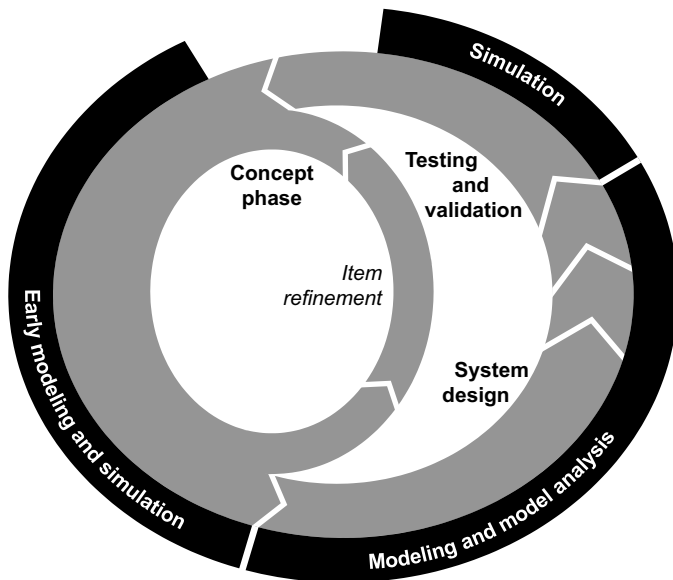 Simulation
Concept
phase
Testing
and
validation
Item
refinement
Early modeling and simulation
System
design
Modeling and model analysis